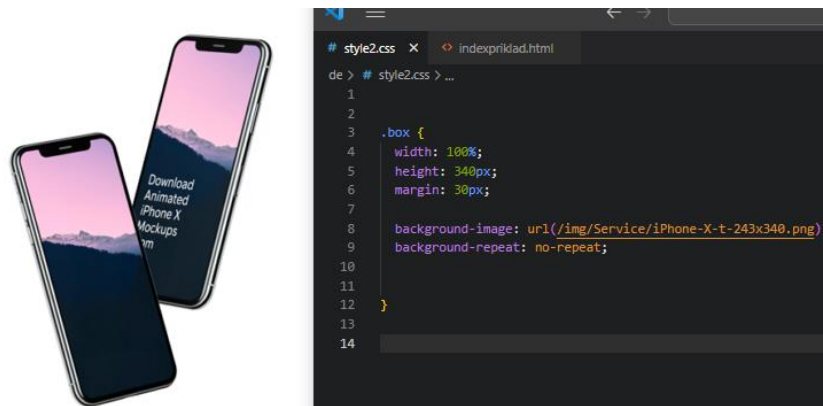 Download
Animated
iPhone X
Mockups
# style2.css ×
<> indexpriklad.html
de > # style2.css > ...
1
2
3 .box {
4 width: 100%;
5 height: 340px;
6 margin: 30px;
7
8 background-image: url(/img/Service/iPhone-X-t-243x340.png)
9 background-repeat: no-repeat;
10
11
12 }
13
14